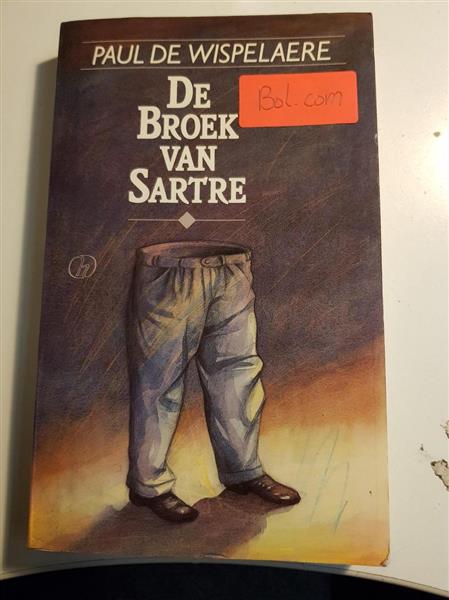 PAUL DE WISPELAERE
DE
BROEK
VAN
SARTRE
Bol.com
h